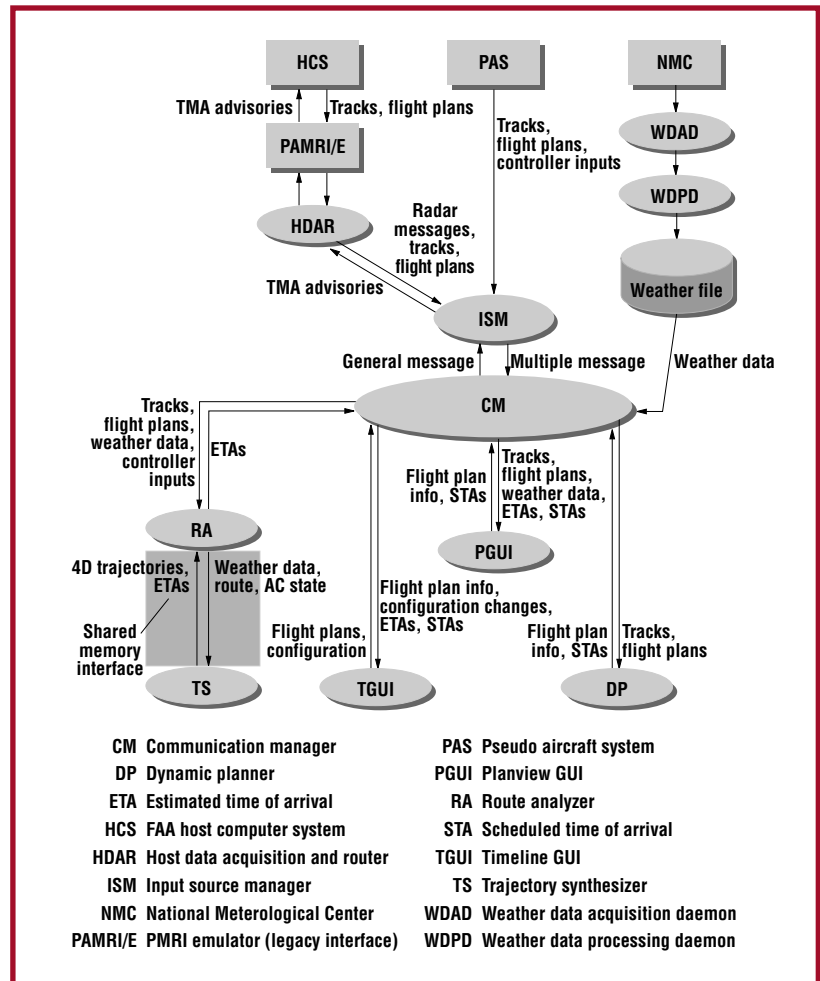 HCS
PAS
NMC
TMA advisories
Tracks, flight plans
Tracks,
flight plans,
controller inputs
WDAD
PAMRI/E
WDPD
HDAR
Radar
messages,
tracks,
flight plans
TMA advisories
Weather file
ISM
General message
Multiple message
Weather data
CM
Tracks,
flight plans,
weather data,
controller
inputs
ETAs
Flight plan
info, STAs
Tracks,
flight plans,
weather data,
ETAs, STAs
RA
PGUI
4D trajectories,
ETAs
Weather data,
route, AC state
Shared
memory
interface
Flight plans,
configuration
Flight plan info,
configuration changes,
ETAs, STAs
Flight plan
info, STAs
Tracks,
flight plans
TS
TGUI
DP
CM Communication manager
DP Dynamic planner
ETA Estimated time of arrival
HCS FAA host computer system
HDAR Host data acquisition and router
ISM Input source manager
NMC National Meterological Center
PAMRI/E PMRI emulator (legacy interface)
PAS Pseudo aircraft system
PGUI Planview GUI
RA Route analyzer
STA Scheduled time of arrival
TGUI Timeline GUI
TS Trajectory synthesizer
WDAD Weather data acquisition daemon
WDPD Weather data processing daemon